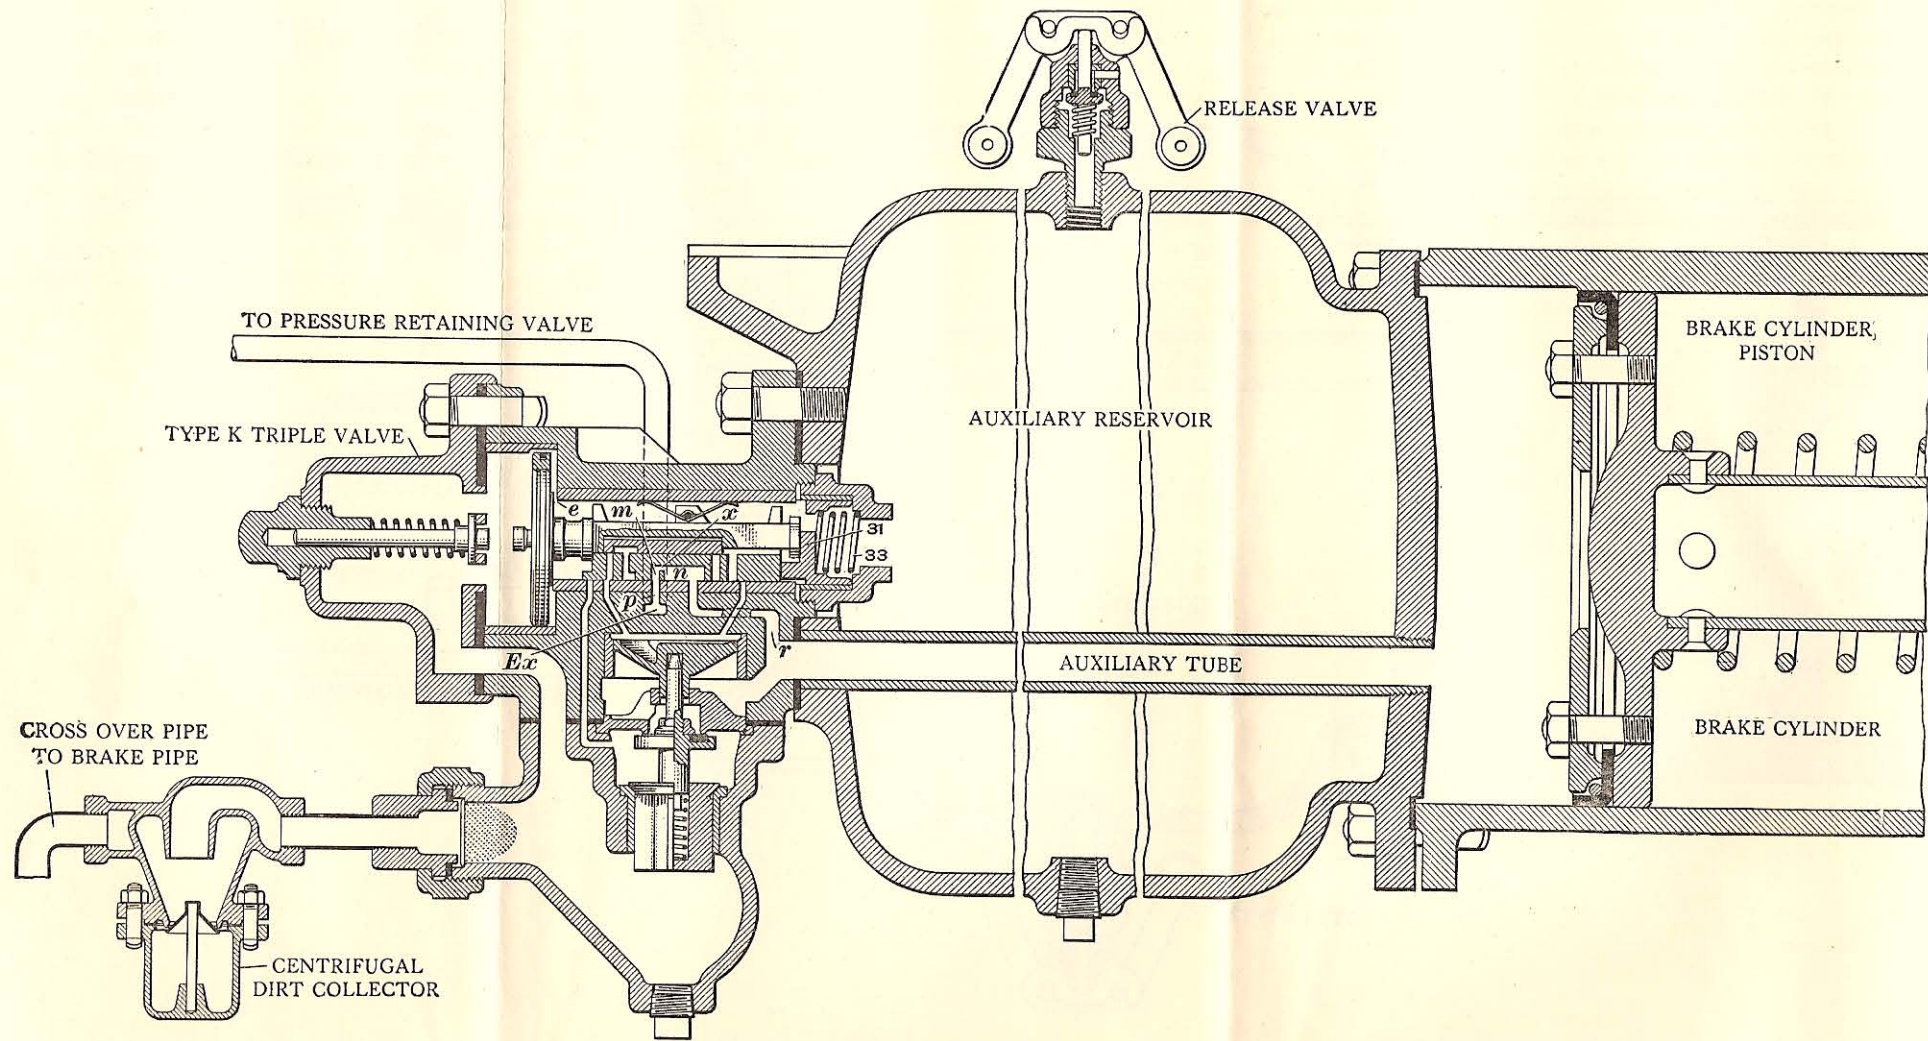 RELEASE VALVE
TO PRESSURE RETAINING VALVE
BRAKE CYLINDER,
PISTON
AUXILIARY RESERVOIR
TYPE K TRIPLE VALVE
e
m
x
31
33
n
p
Ex
r
AUXILIARY TUBE
CROSS OVER PIPE
TO BRAKE PIPE
BRAKE CYLINDER
CENTRIFUGAL
DIRT COLLECTOR